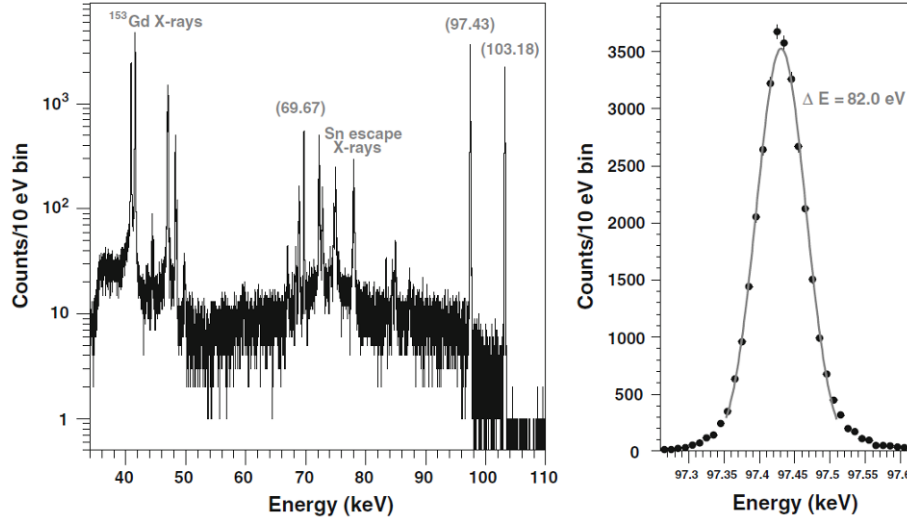 ¹⁵³Gd X-rays
(97.43)
(103.18)
(69.67)
Sn escape
X-rays
10³
10²
10
1
40 50 60 70 80 90 100 110
Energy (keV)
Counts/10 eV bin
Δ E = 82.0 eV
3500
3000
2500
2000
1500
1000
500
0
97.3 97.35 97.4 97.45 97.5 97.55 97.6
Energy (keV)
Counts/10 eV bin